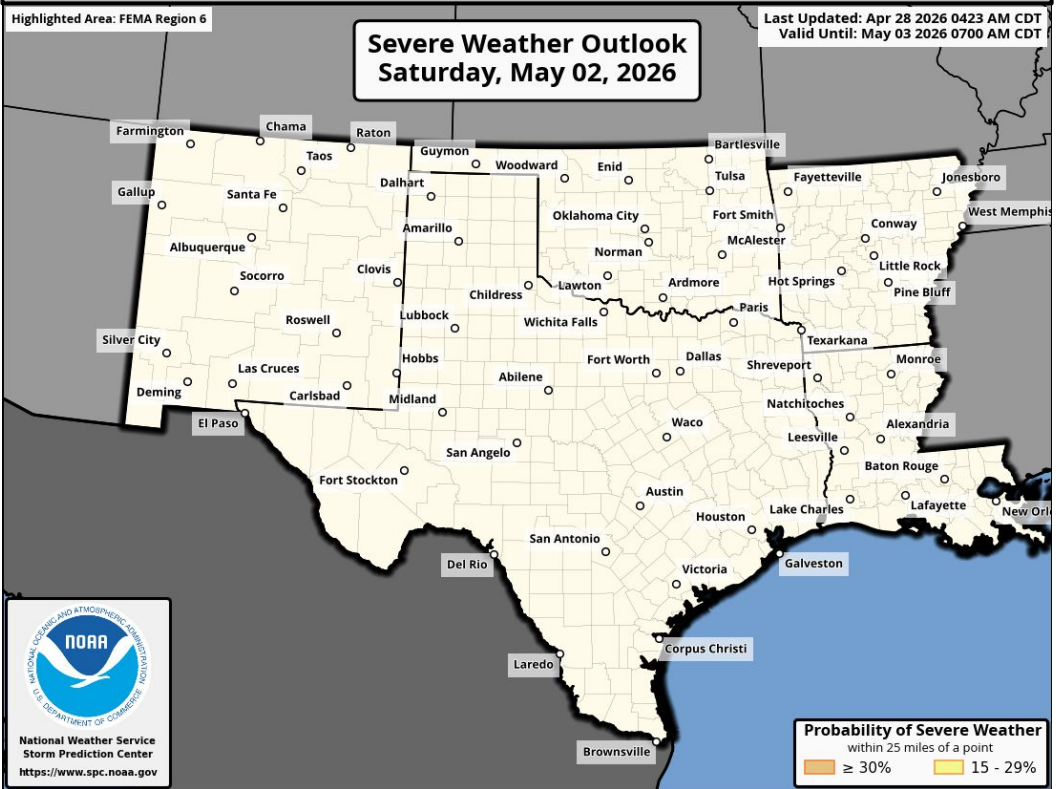 Highlighted Area: FEMA Region 6
Last Updated: Apr 28 2026 0423 AM CDT
Valid Until: May 03 2026 0700 AM CDT
Severe Weather Outlook
Saturday, May 02, 2026
Farmington
Chama
Raton
Taos
Guymon
Woodward
Enid
Bartlesville
Tulsa
Fayetteville
Jonesboro
Gallup
Santa Fe
Dalhart
Oklahoma City
Fort Smith
West Memphis
Amarillo
Conway
Albuquerque
Norman
McAlester
Socorro
Clovis
Little Rock
Childress
Lawton
Ardmore
Hot Springs
Pine Bluff
Roswell
Lubbock
Wichita Falls
Paris
Silver City
Texarkana
Hobbs
Fort Worth
Dallas
Shreveport
Monroe
Las Cruces
Abilene
Deming
Carlsbad
Midland
Natchitoches
El Paso
Waco
Leesville
Alexandria
San Angelo
Baton Rouge
Fort Stockton
Austin
Houston
Lake Charles
Lafayette
New Orl
San Antonio
Del Rio
Victoria
Galveston
Laredo
Corpus Christi
Brownsville
NATIONAL OCEANIC AND ATMOSPHERIC ADMINISTRATION
NOAA
U.S. DEPARTMENT OF COMMERCE
National Weather Service
Storm Prediction Center
https://www.spc.noaa.gov
Probability of Severe Weather
within 25 miles of a point
≥ 30%
15 - 29%